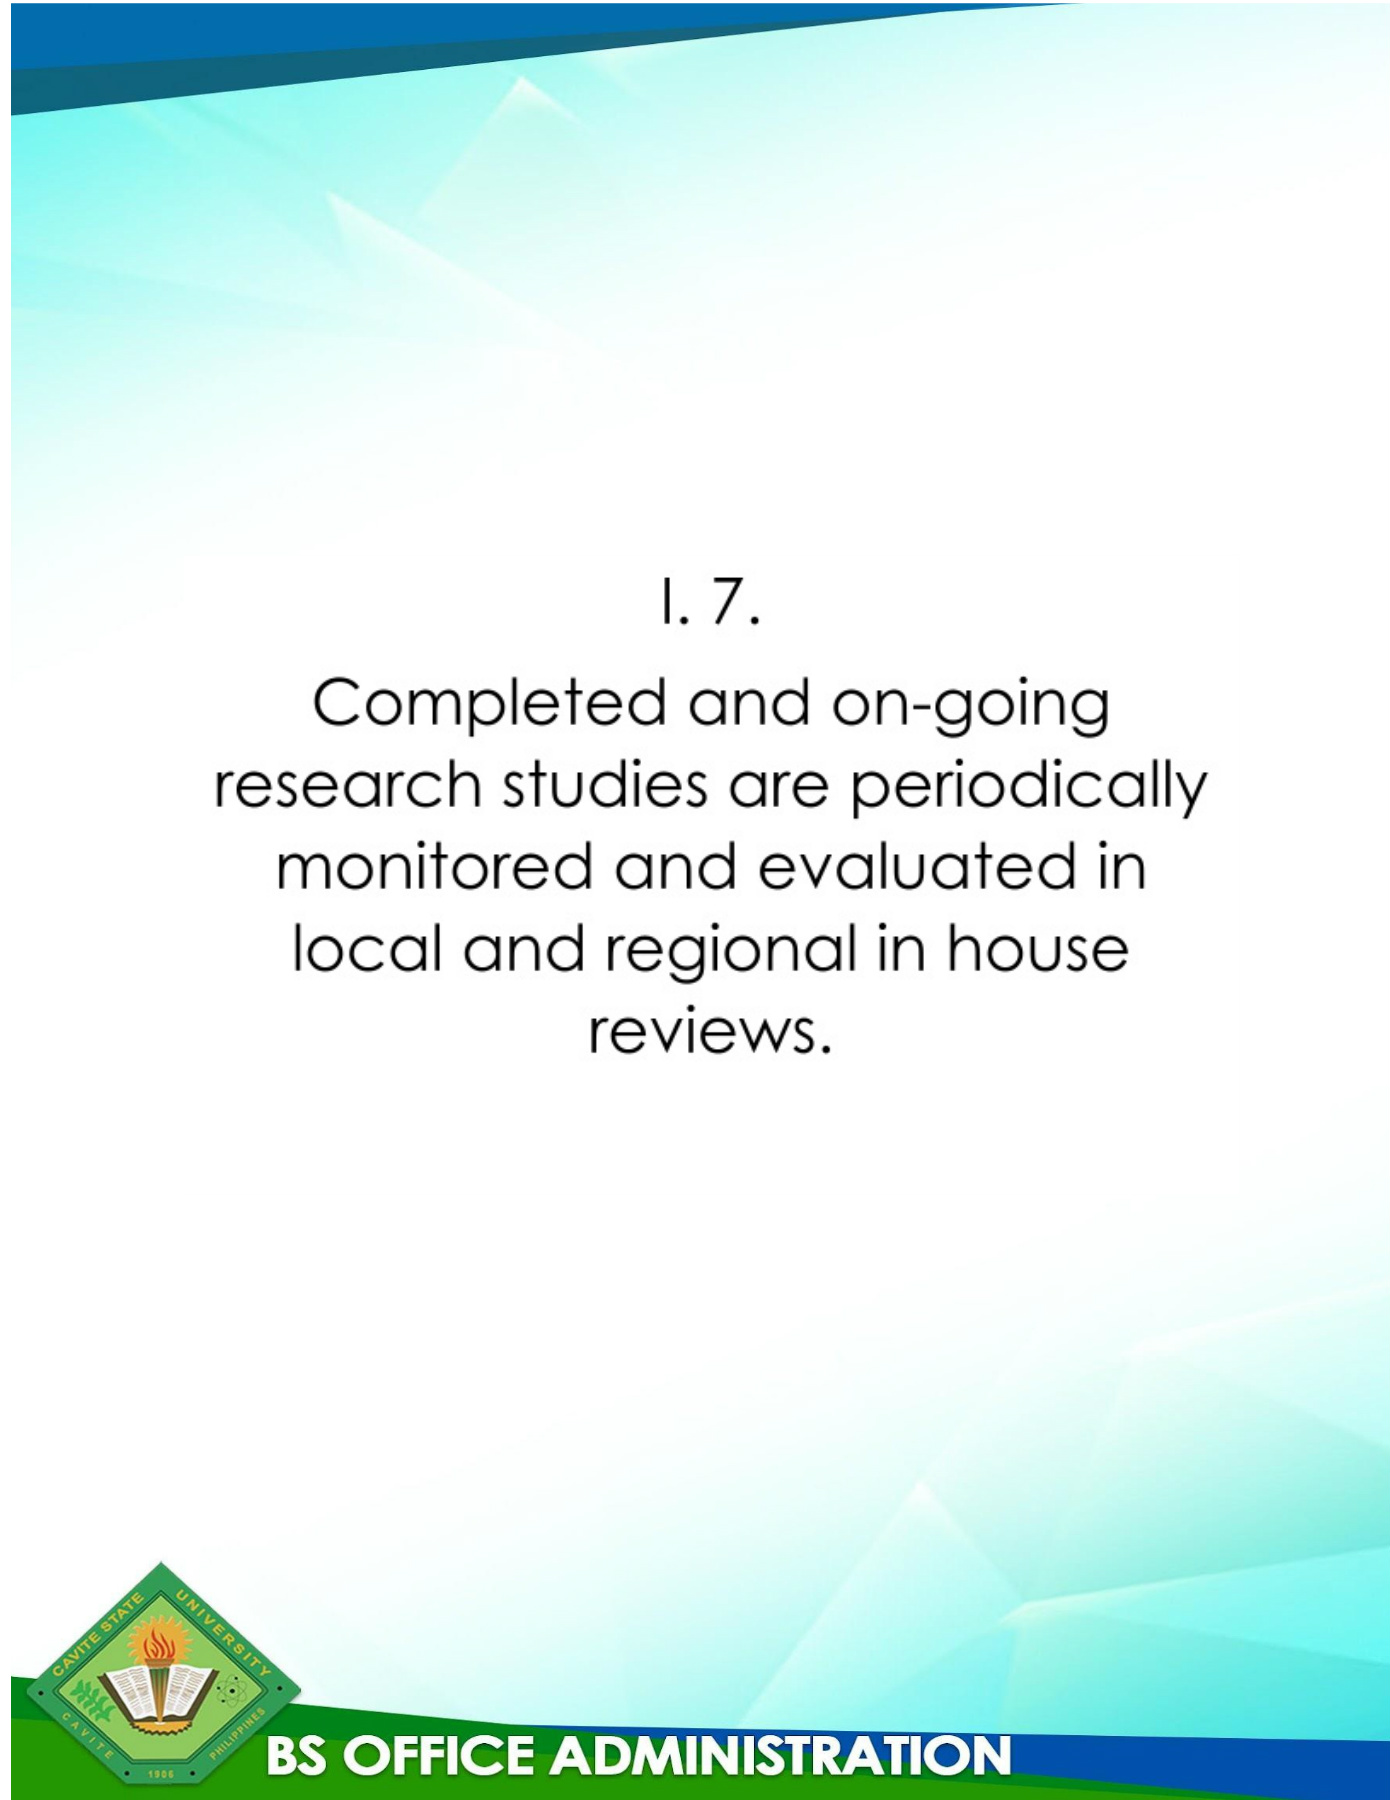 I. 7.
Completed and on-going
research studies are periodically
monitored and evaluated in
local and regional in house
reviews.
CAVITE STATE UNIVERSITY
CAVITE PHILIPPINES
1906
BS OFFICE ADMINISTRATION